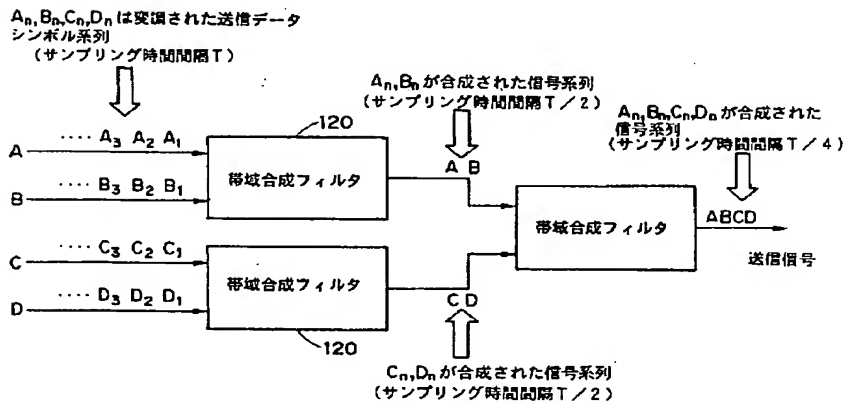 Aₙ,Bₙ,Cₙ,Dₙは変調された送信データ
シンボル系列
（サンプリング時間間隔T）
Aₙ,Bₙが合成された信号系列
（サンプリング時間間隔T／2）
Aₙ,Bₙ,Cₙ,Dₙが合成された
信号系列
（サンプリング時間間隔T／4）
120
A ‥‥ A₃ A₂ A₁
B ‥‥ B₃ B₂ B₁
帯域合成フィルタ
A B
C ‥‥ C₃ C₂ C₁
D ‥‥ D₃ D₂ D₁
帯域合成フィルタ
C D
120
帯域合成フィルタ
ABCD
送信信号
Cₙ,Dₙが合成された信号系列
（サンプリング時間間隔T／2）